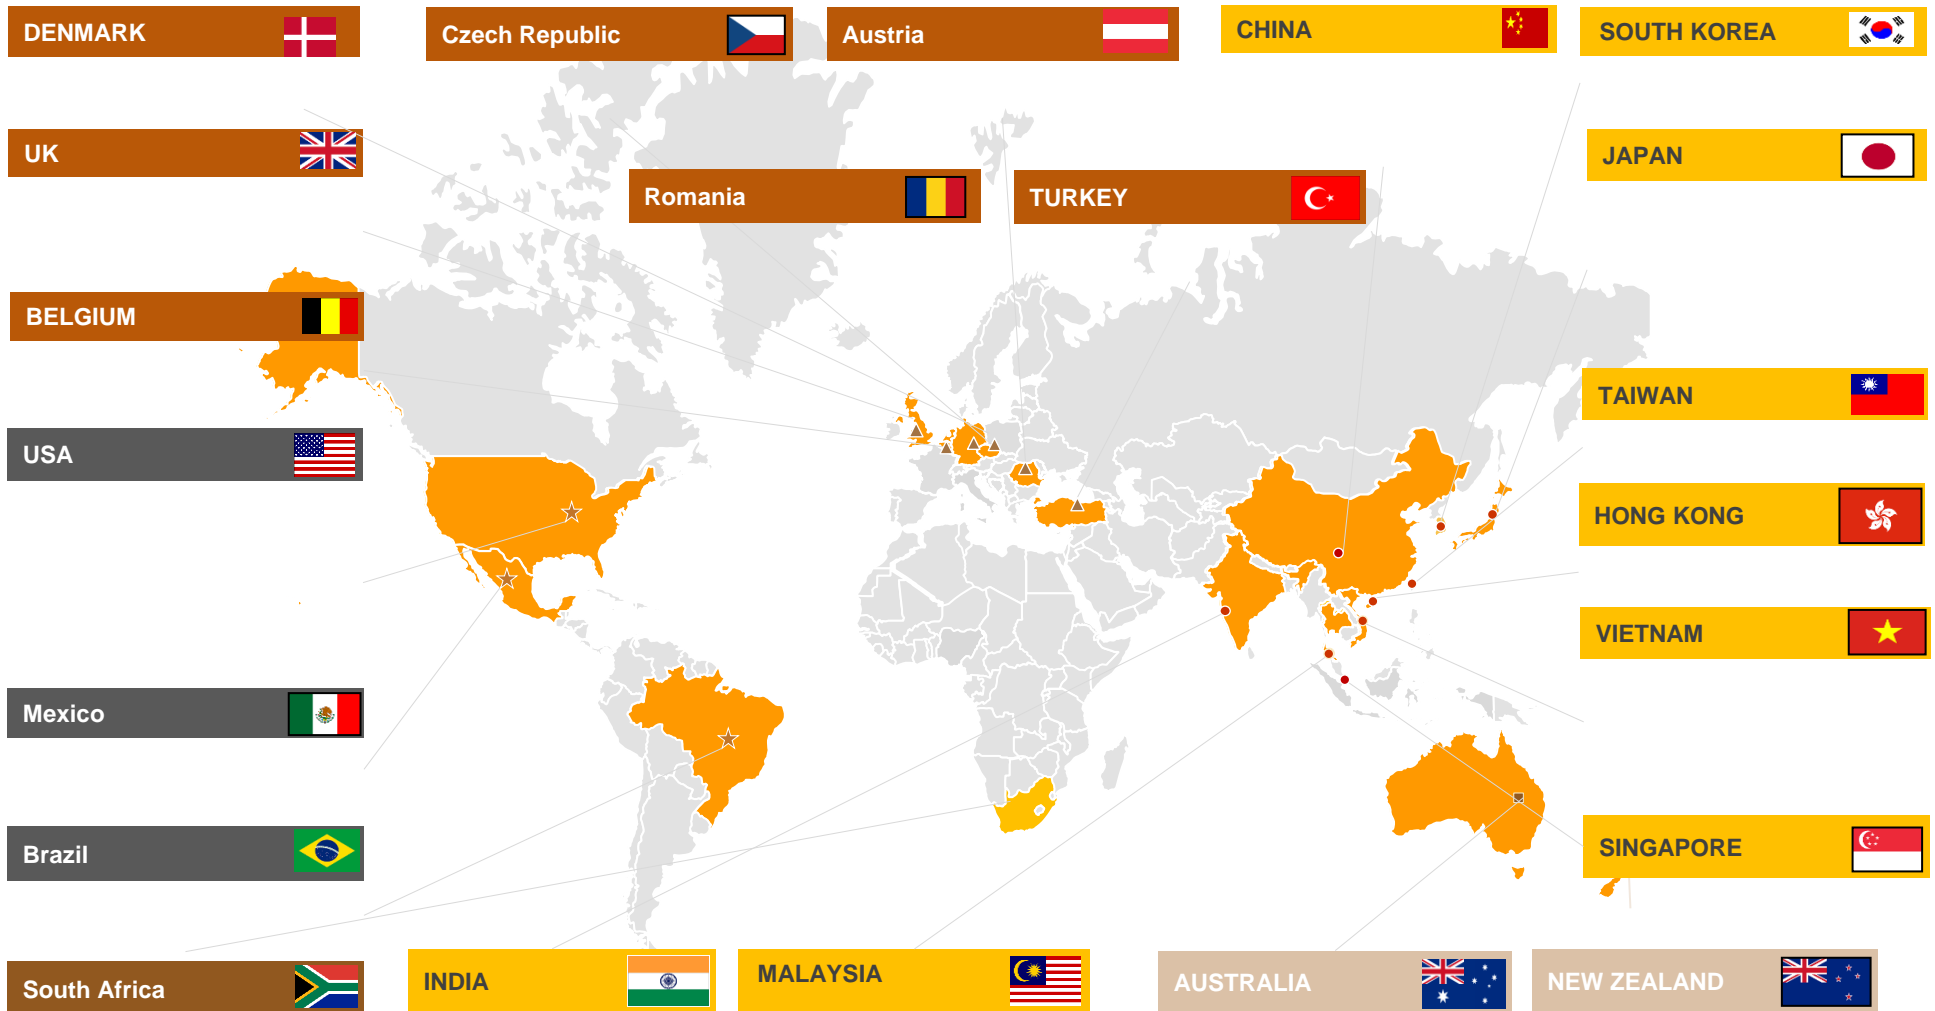 DENMARK
Czech Republic
Austria
CHINA
SOUTH KOREA
UK
JAPAN
Romania
TURKEY
BELGIUM
TAIWAN
USA
HONG KONG
VIETNAM
Mexico
Brazil
SINGAPORE
South Africa
INDIA
MALAYSIA
AUSTRALIA
NEW ZEALAND